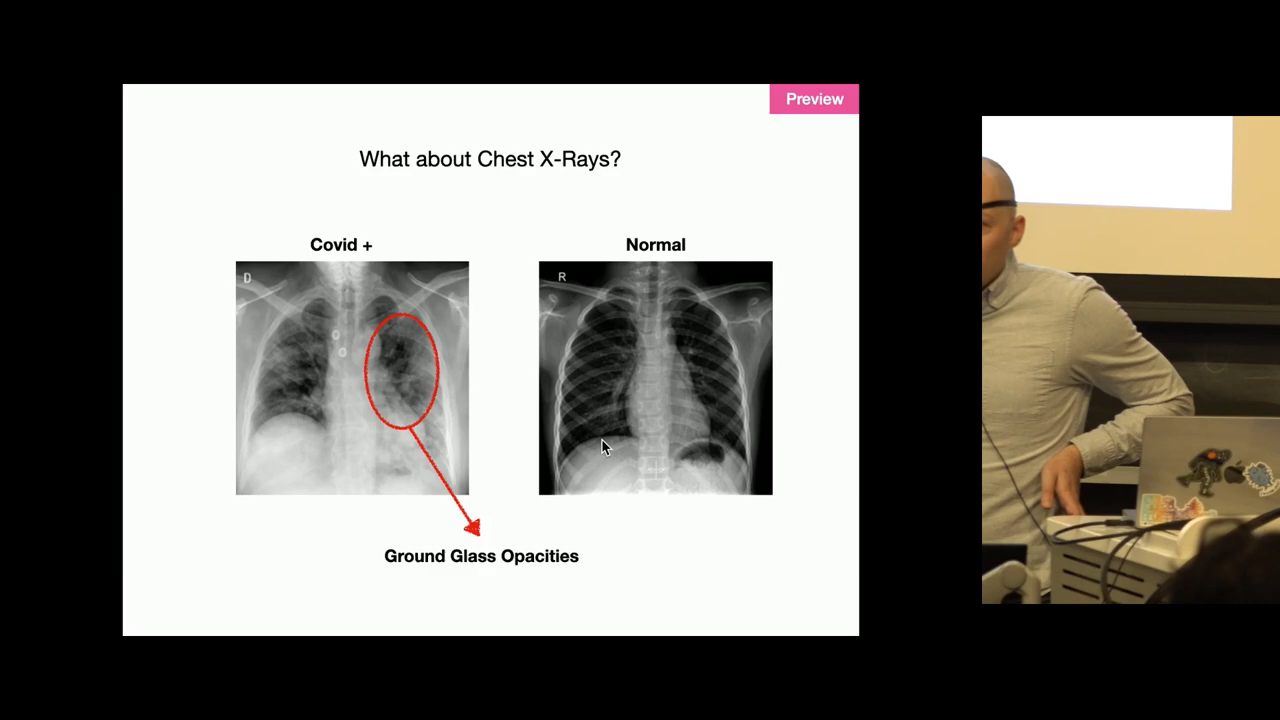 Preview
What about Chest X-Rays?
Covid +
Normal
D
R
Ground Glass Opacities